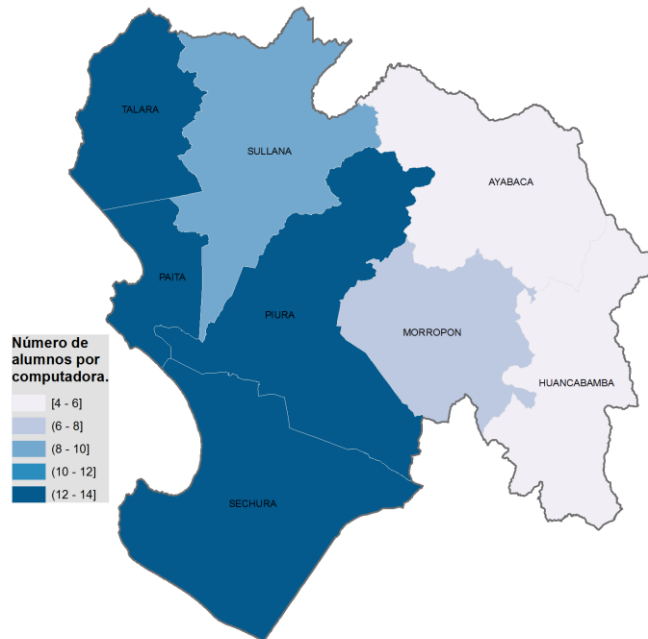 TALARA
SULLANA
AYABACA
PAITA
PIURA
MORROPON
HUANCABAMBA
SECHURA
Número de
alumnos por
computadora.
[4 - 6]
(6 - 8]
(8 - 10]
(10 - 12]
(12 - 14]